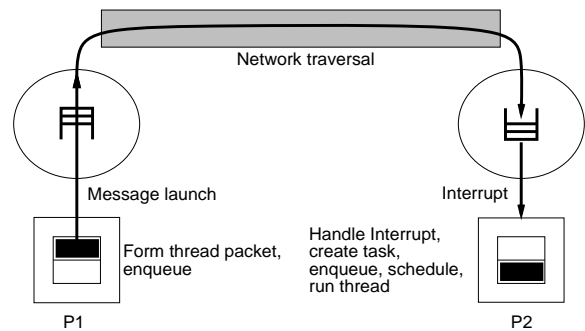 Network traversal
Message launch
Interrupt
Form thread packet,
enqueue
Handle Interrupt,
create task,
enqueue, schedule,
run thread
P1
P2